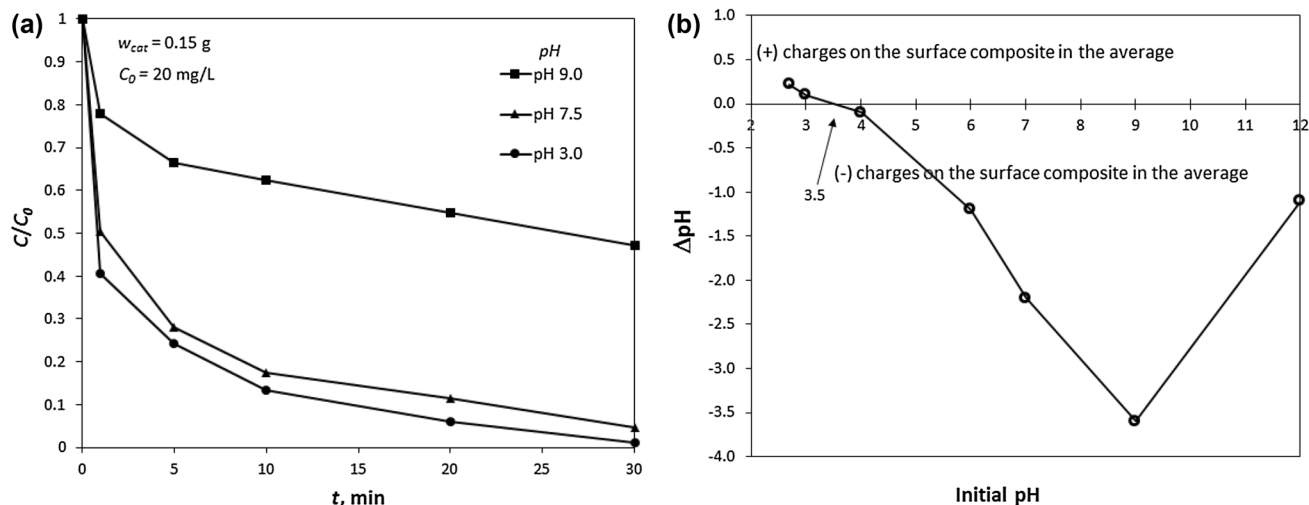 (a)
w_cat = 0.15 g
C_0 = 20 mg/L
pH
pH 9.0
pH 7.5
pH 3.0
1
0.9
0.8
0.7
0.6
0.5
0.4
0.3
0.2
0.1
0
C/C_0
0 5 10 15 20 25 30
t, min
(b)
(+) charges on the surface composite in the average
1.0
0.5
0.0
-0.5
-1.0
-1.5
-2.0
-2.5
-3.0
-3.5
-4.0
ΔpH
2 3 4 5 6 7 8 9 10 11 12
(-) charges on the surface composite in the average
3.5
Initial pH